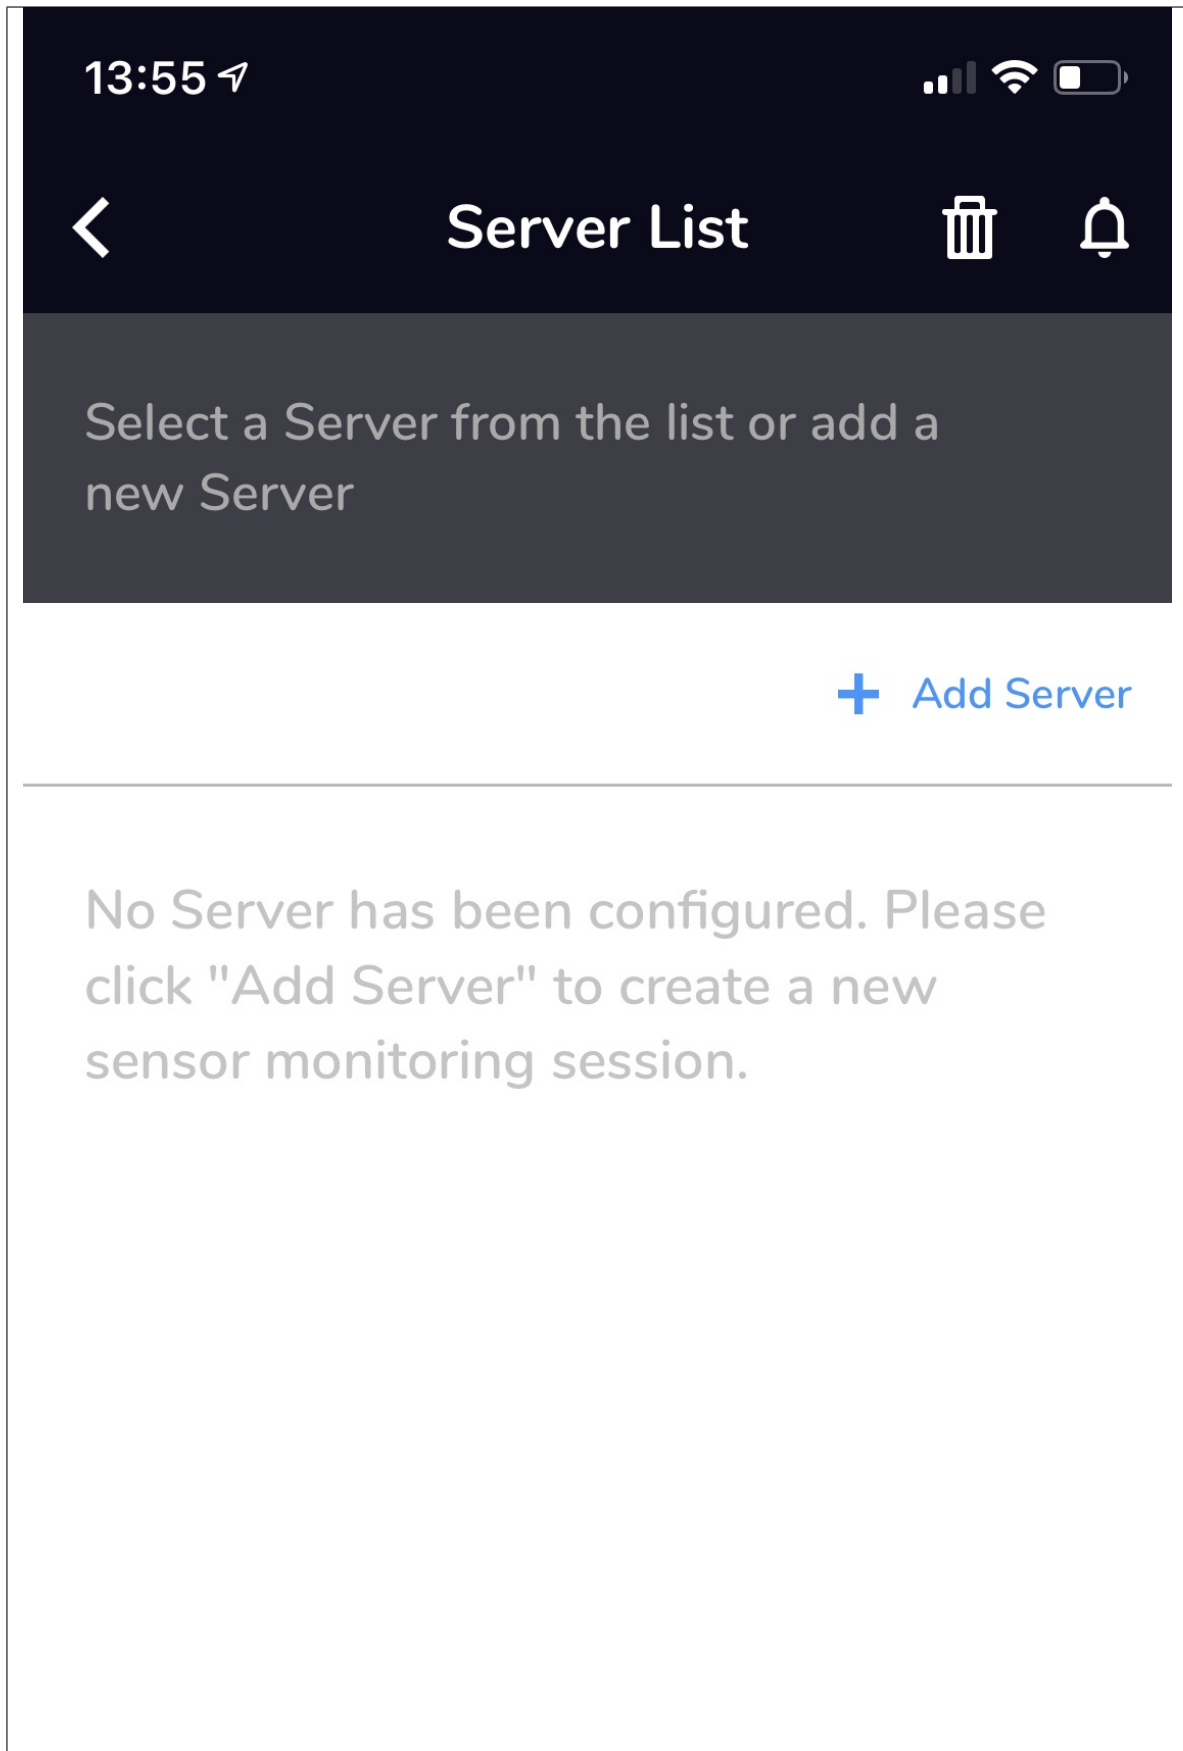 13:55
Server List
Select a Server from the list or add a
new Server
Add Server
No Server has been configured. Please
click "Add Server" to create a new
sensor monitoring session.